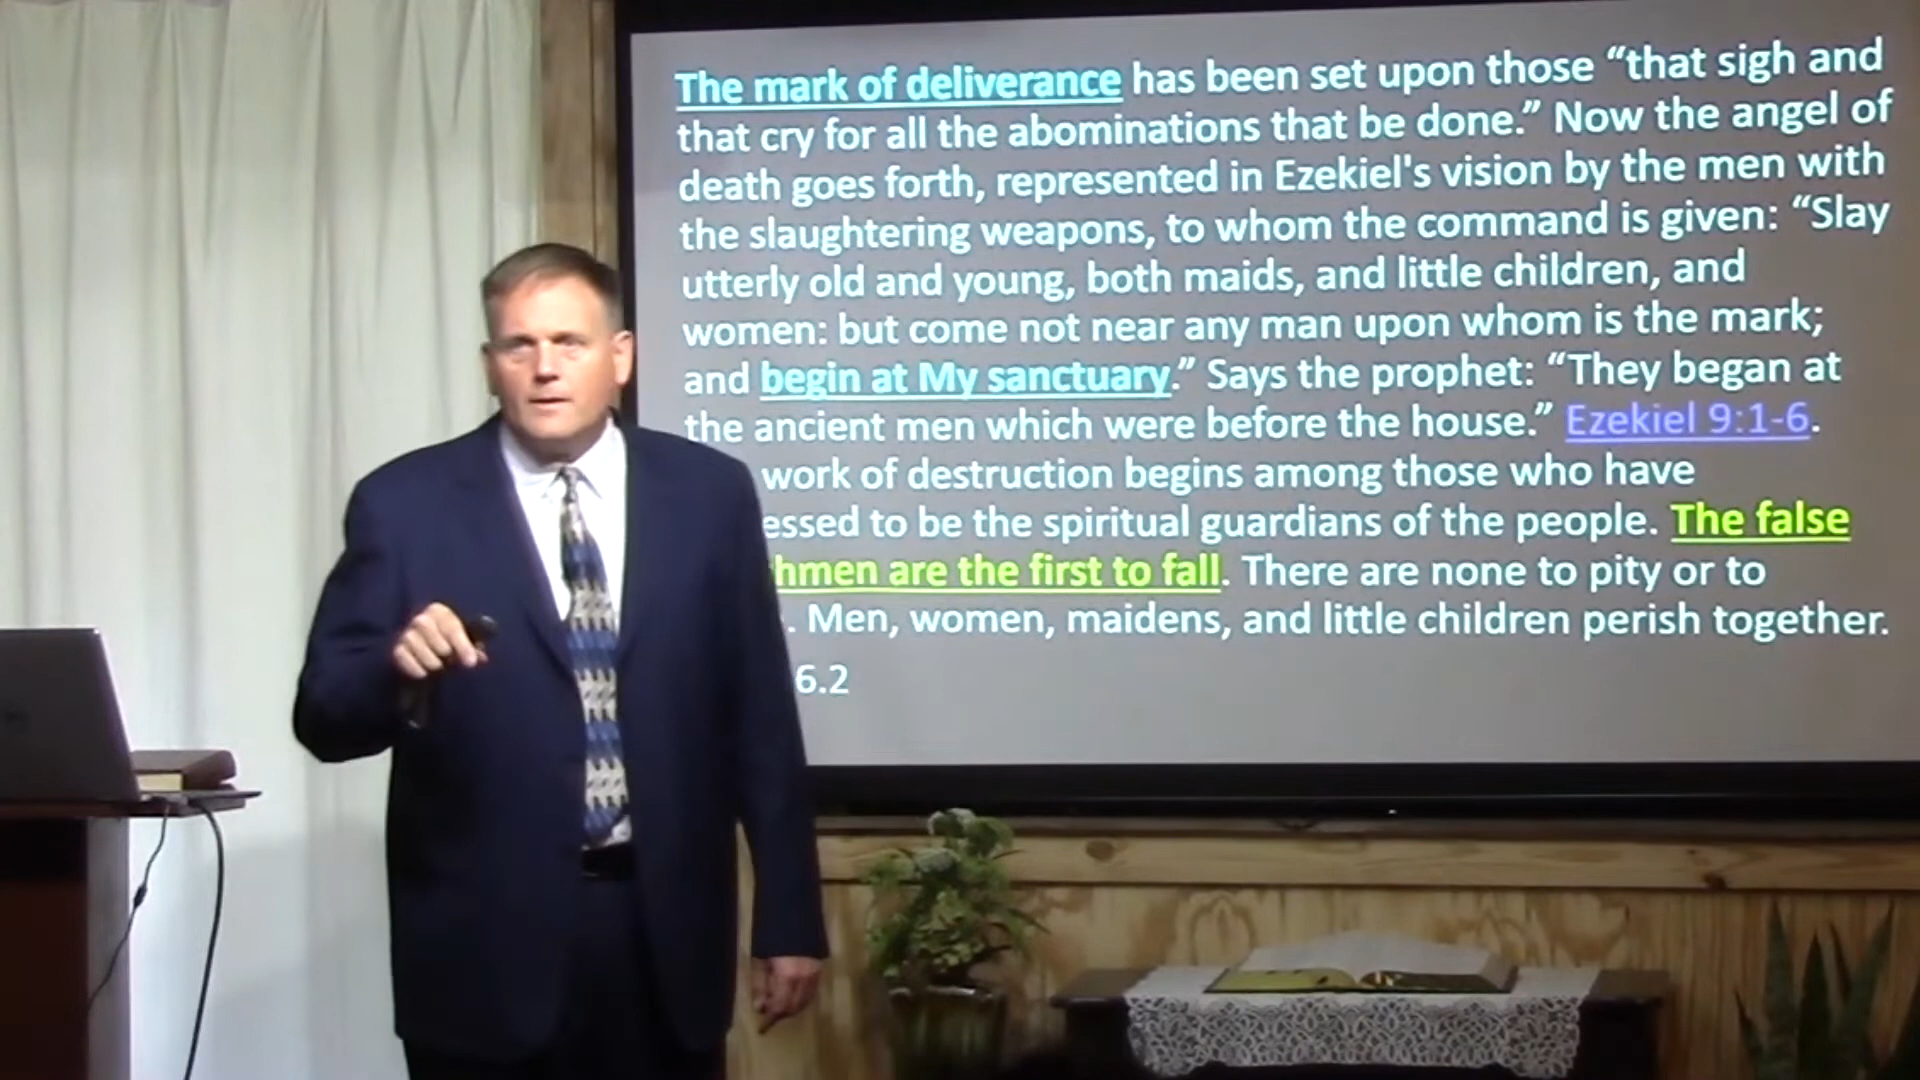 The mark of deliverance has been set upon those “that sigh and
that cry for all the abominations that be done.” Now the angel of
death goes forth, represented in Ezekiel's vision by the men with
the slaughtering weapons, to whom the command is given: “Slay
utterly old and young, both maids, and little children, and
women: but come not near any man upon whom is the mark;
and begin at My sanctuary.” Says the prophet: “They began at
the ancient men which were before the house.” Ezekiel 9:1-6.
work of destruction begins among those who have
essed to be the spiritual guardians of the people. The false
hmen are the first to fall. There are none to pity or to
. Men, women, maidens, and little children perish together.
6.2